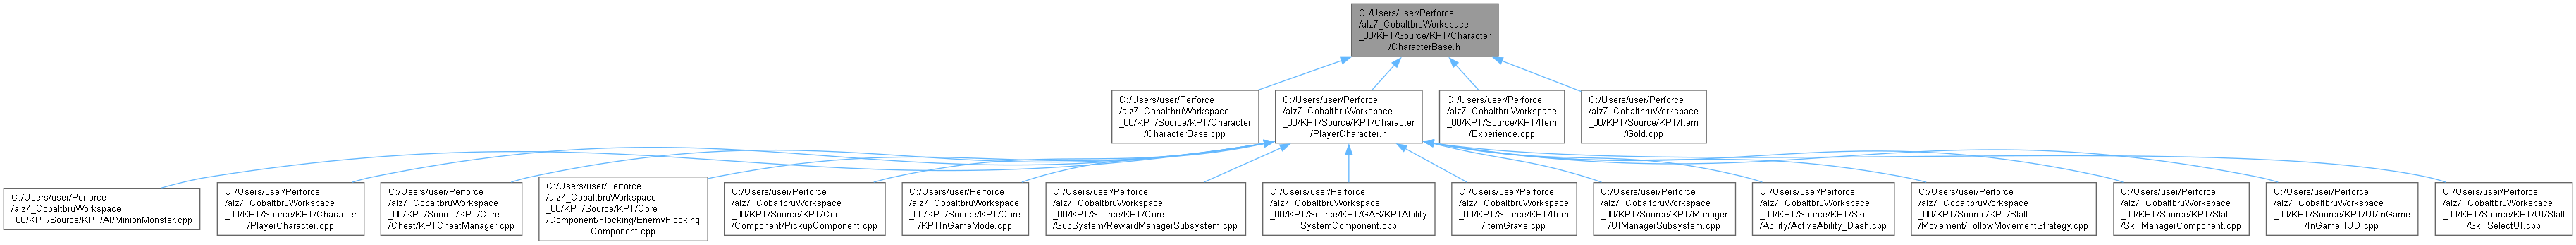 C:/Users/user/Perforce
/alz7_CobaltbruWorkspace
_00/KPT/Source/KPT/Character
/CharacterBase.h
C:/Users/user/Perforce
/alz7_CobaltbruWorkspace
_00/KPT/Source/KPT/Character
/CharacterBase.cpp
C:/Users/user/Perforce
/alz7_CobaltbruWorkspace
_00/KPT/Source/KPT/Character
/PlayerCharacter.h
C:/Users/user/Perforce
/alz7_CobaltbruWorkspace
_00/KPT/Source/KPT/Item
/Experience.cpp
C:/Users/user/Perforce
/alz7_CobaltbruWorkspace
_00/KPT/Source/KPT/Item
/Gold.cpp
C:/Users/user/Perforce
/alz7_CobaltbruWorkspace
_00/KPT/Source/KPT/AI/MinionMonster.cpp
C:/Users/user/Perforce
/alz7_CobaltbruWorkspace
_00/KPT/Source/KPT/Character
/PlayerCharacter.cpp
C:/Users/user/Perforce
/alz7_CobaltbruWorkspace
_00/KPT/Source/KPT/Core
/Cheat/KPTCheatManager.cpp
C:/Users/user/Perforce
/alz7_CobaltbruWorkspace
_00/KPT/Source/KPT/Core
/Component/Flocking/EnemyFlocking
Component.cpp
C:/Users/user/Perforce
/alz7_CobaltbruWorkspace
_00/KPT/Source/KPT/Core
/Component/PickupComponent.cpp
C:/Users/user/Perforce
/alz7_CobaltbruWorkspace
_00/KPT/Source/KPT/Core
/KPTInGameMode.cpp
C:/Users/user/Perforce
/alz7_CobaltbruWorkspace
_00/KPT/Source/KPT/Core
/SubSystem/RewardManagerSubsystem.cpp
C:/Users/user/Perforce
/alz7_CobaltbruWorkspace
_00/KPT/Source/KPT/GAS/KPTAbility
SystemComponent.cpp
C:/Users/user/Perforce
/alz7_CobaltbruWorkspace
_00/KPT/Source/KPT/Item
/ItemGrave.cpp
C:/Users/user/Perforce
/alz7_CobaltbruWorkspace
_00/KPT/Source/KPT/Manager
/UIManagerSubsystem.cpp
C:/Users/user/Perforce
/alz7_CobaltbruWorkspace
_00/KPT/Source/KPT/Skill
/Ability/ActiveAbility_Dash.cpp
C:/Users/user/Perforce
/alz7_CobaltbruWorkspace
_00/KPT/Source/KPT/Skill
/Movement/FollowMovementStrategy.cpp
C:/Users/user/Perforce
/alz7_CobaltbruWorkspace
_00/KPT/Source/KPT/Skill
/SkillManagerComponent.cpp
C:/Users/user/Perforce
/alz7_CobaltbruWorkspace
_00/KPT/Source/KPT/UI/InGame
/InGameHUD.cpp
C:/Users/user/Perforce
/alz7_CobaltbruWorkspace
_00/KPT/Source/KPT/UI/Skill
/SkillSelectUI.cpp